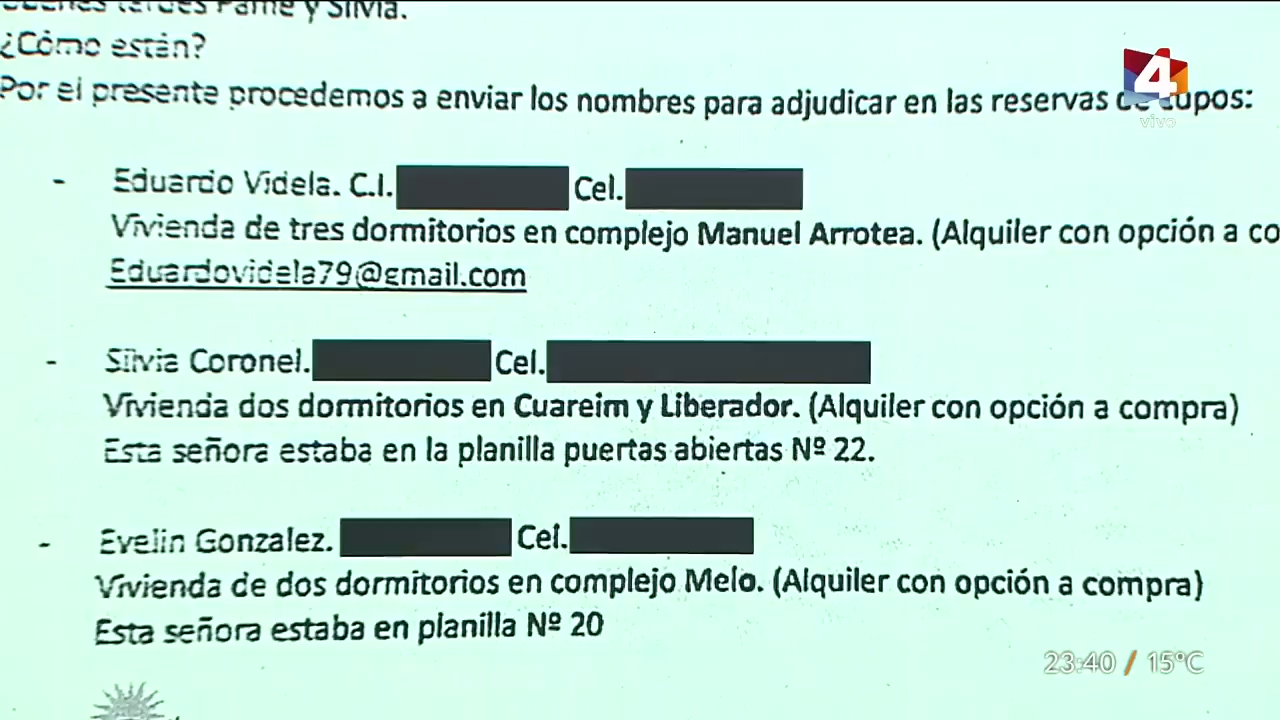 Buenas tardes Pame y Silvia.
¿Cómo están?
Por el presente procedemos a enviar los nombres para adjudicar en las reservas de cupos:
- Eduardo Videla. C.I. Cel.
Vivienda de tres dormitorios en complejo Manuel Arrotea. (Alquiler con opción a co
Eduardovidela79@gmail.com
- Silvia Coronel. Cel.
Vivienda dos dormitorios en Cuareim y Liberador. (Alquiler con opción a compra)
Esta señora estaba en la planilla puertas abiertas Nº 22.
- Evelin Gonzalez. Cel.
Vivienda de dos dormitorios en complejo Melo. (Alquiler con opción a compra)
Esta señora estaba en planilla Nº 20
4
vivo
23:40 / 15°C